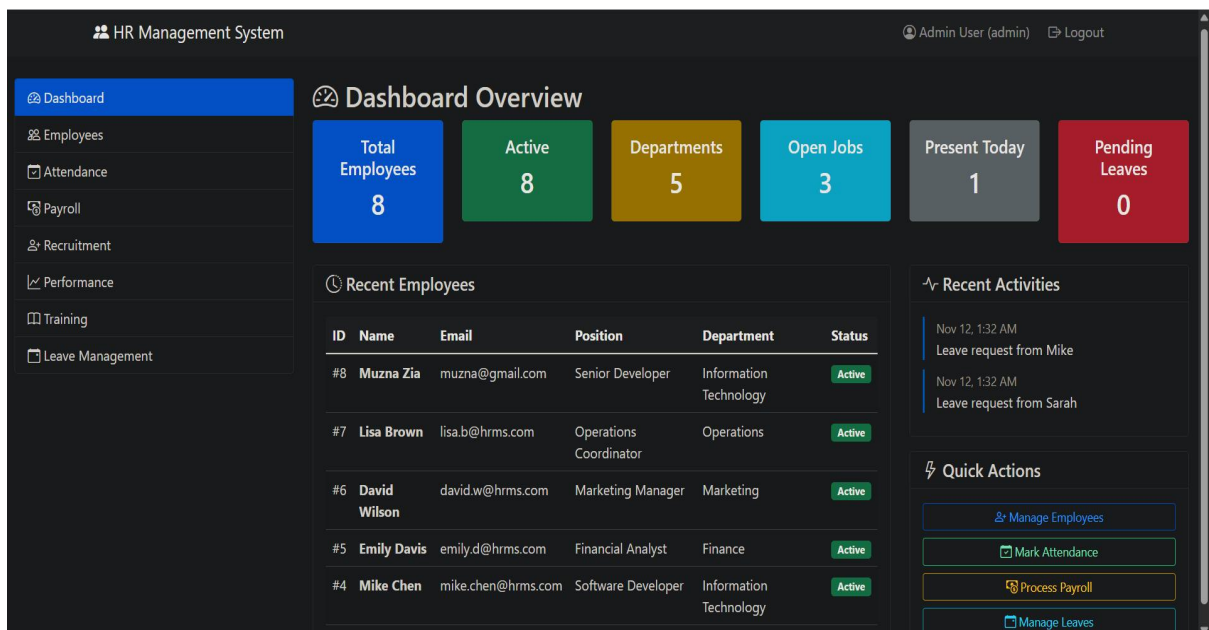 HR Management System
Admin User (admin)
Logout
Dashboard
Employees
Attendance
Payroll
Recruitment
Performance
Training
Leave Management
Dashboard Overview
Total
Employees
8
Active
8
Departments
5
Open Jobs
3
Present Today
1
Pending
Leaves
0
Recent Employees
ID Name Email Position Department Status
#8 Muzna Zia muzna@gmail.com Senior Developer Information Active
Technology
#7 Lisa Brown lisa.b@hrms.com Operations Operations Active
Coordinator
#6 David david.w@hrms.com Marketing Manager Marketing Active
Wilson
#5 Emily Davis emily.d@hrms.com Financial Analyst Finance Active
#4 Mike Chen mike.chen@hrms.com Software Developer Information Active
Technology
Recent Activities
Nov 12, 1:32 AM
Leave request from Mike
Nov 12, 1:32 AM
Leave request from Sarah
Quick Actions
Manage Employees
Mark Attendance
Process Payroll
Manage Leaves